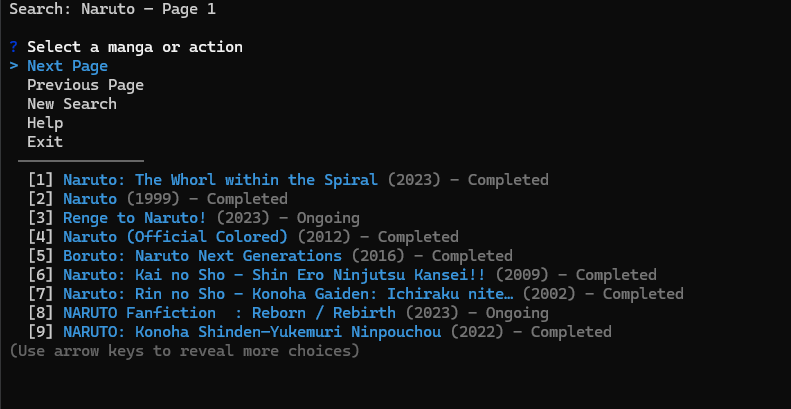 Search: Naruto — Page 1
? Select a manga or action
> Next Page
Previous Page
New Search
Help
Exit
[1] Naruto: The Whorl within the Spiral (2023) — Completed
[2] Naruto (1999) — Completed
[3] Renge to Naruto! (2023) — Ongoing
[4] Naruto (Official Colored) (2012) — Completed
[5] Boruto: Naruto Next Generations (2016) — Completed
[6] Naruto: Kai no Sho - Shin Ero Ninjutsu Kansei!! (2009) — Completed
[7] Naruto: Rin no Sho - Konoha Gaiden: Ichiraku nite… (2002) — Completed
[8] NARUTO Fanfiction  : Reborn / Rebirth (2023) — Ongoing
[9] NARUTO: Konoha Shinden-Yukemuri Ninpouchou (2022) — Completed
(Use arrow keys to reveal more choices)